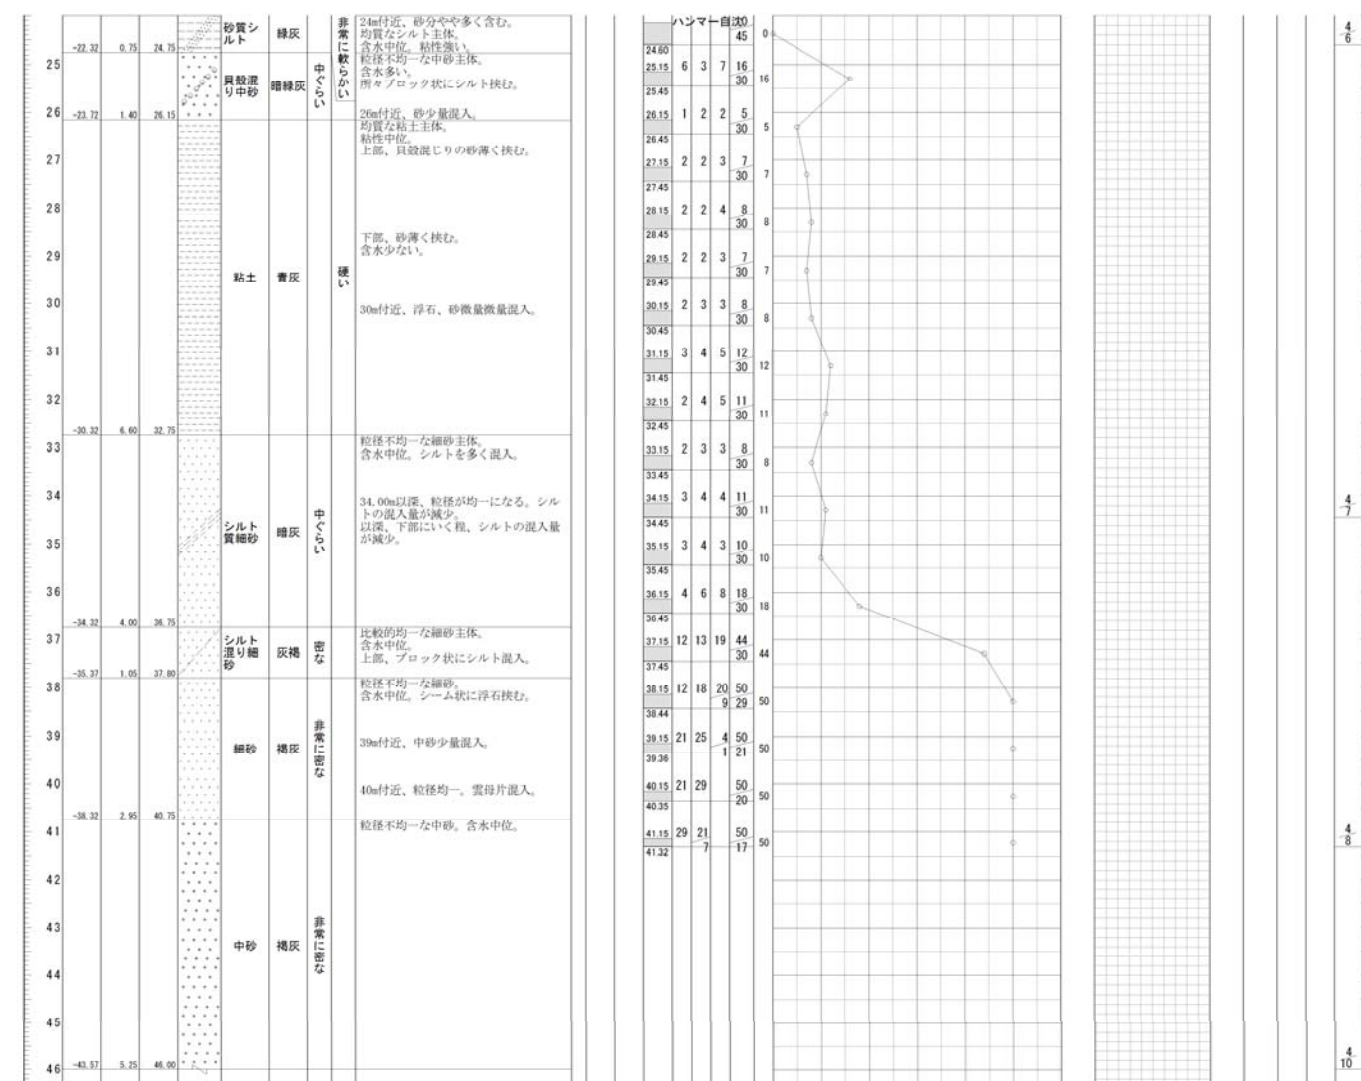 砂質シ
ルト
緑灰
非常に軟らかい
24m付近、砂分やや多く含む。
均質なシルト主体。
含水中位。粘性強い。
-22.32 0.75 24.75
25
貝殻混
り中砂
暗緑灰
中ぐらい
粒径不均一な中砂主体。
含水多い。
所々ブロック状にシルト挟む。
26m付近、砂少量混入。
26 -23.72 1.40 26.15
均質な粘土主体。
粘性中位。
上部、貝殻混じりの砂薄く挟む。
27
28
下部、砂薄く挟む。
含水少ない。
29
粘土
青灰
硬い
30
30m付近、浮石、砂微量微量混入。
31
32
-30.32 6.60 32.75
33
粒径不均一な細砂主体。
含水中位。シルトを多く混入。
34
34.00m以深、粒径が均一になる。シル
トの混入量が減少。
以深、下部にいく程、シルトの混入量
が減少。
シルト
質細砂
暗灰
中ぐらい
35
36
-34.32 4.00 36.75
37
シルト
混り細
砂
灰褐
密な
比較的均一な細砂主体。
含水中位。
上部、ブロック状にシルト混入。
-35.37 1.05 37.80
38
粒径不均一な細砂。
含水中位。シーム状に浮石挟む。
39
細砂
褐灰
非常に密な
39m付近、中砂少量混入。
40
40m付近、粒径均一。雲母片混入。
-38.32 2.95 40.75
41
粒径不均一な中砂。含水中位。
42
43
中砂
褐灰
非常に密な
44
45
46 -43.57 5.25 46.00
ハンマー自沈
45
24.60
25.15 6 3 7 16
30
25.45
26.15 1 2 2 5
30
26.45
27.15 2 2 3 7
30
27.45
28.15 2 2 4 8
30
28.45
29.15 2 2 3 7
30
29.45
30.15 2 3 3 8
30
30.45
31.15 3 4 5 12
30
31.45
32.15 2 4 5 11
30
32.45
33.15 2 3 3 8
30
33.45
34.15 3 4 4 11
30
34.45
35.15 3 4 3 10
30
35.45
36.15 4 6 8 18
30
36.45
37.15 12 13 19 44
30
37.45
38.15 12 18 20 50
9 29
38.44
39.15 21 25 4 50
1 21
39.36
40.15 21 29 50
20
40.35
41.15 29 21 50
7 17
41.32
0
16
5
7
8
7
8
12
11
8
11
10
18
44
50
50
50
50
4
6
4
7
4
8
4
10